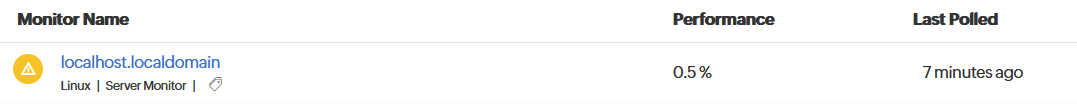 Monitor Name Performance Last Polled
localhost.localdomain 0.5 % 7 minutes ago
Linux | Server Monitor |